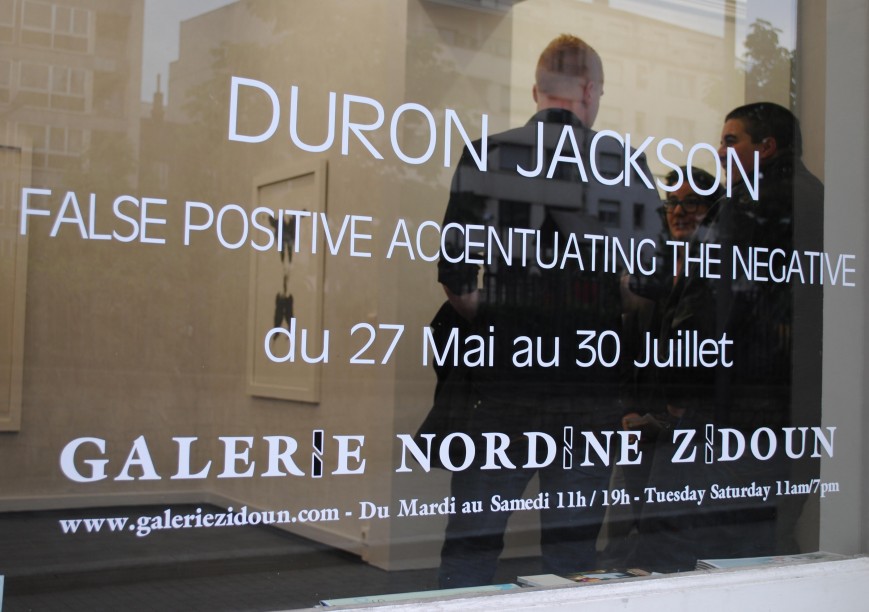 DURON JACKSON
FALSE POSITIVE ACCENTUATING THE NEGATIVE
du 27 Mai au 30 Juillet
GALERIE NORDINE ZIDOUN
www.galeriezidoun.com - Du Mardi au Samedi 11h / 19h - Tuesday Saturday 11am/7pm